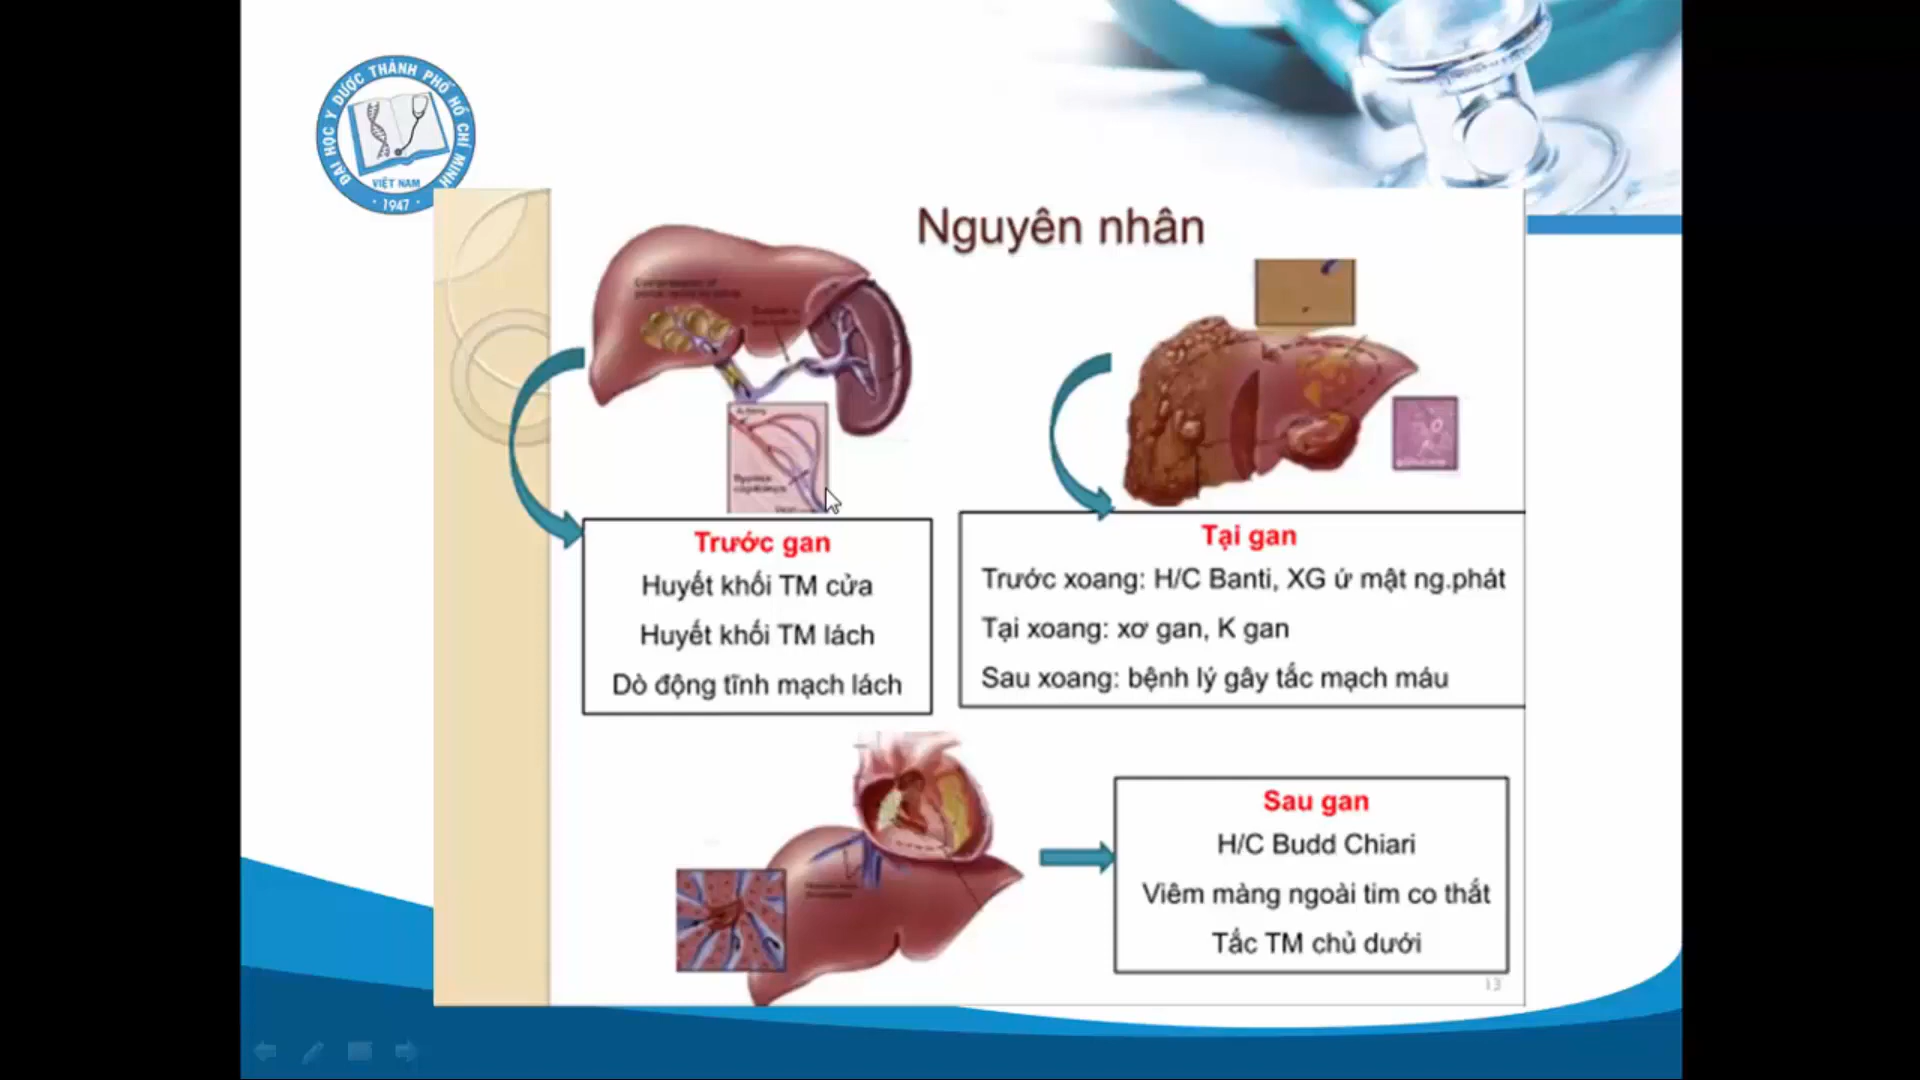 ĐẠI HỌC Y DƯỢC THÀNH PHỐ HỒ CHÍ MINH
VIỆT NAM
· 1947 ·
Nguyên nhân
Trước gan
Huyết khối TM cửa
Huyết khối TM lách
Dò động tĩnh mạch lách
Tại gan
Trước xoang: H/C Banti, XG ứ mật ng.phát
Tại xoang: xơ gan, K gan
Sau xoang: bệnh lý gây tắc mạch máu
Sau gan
H/C Budd Chiari
Viêm màng ngoài tim co thắt
Tắc TM chủ dưới
13